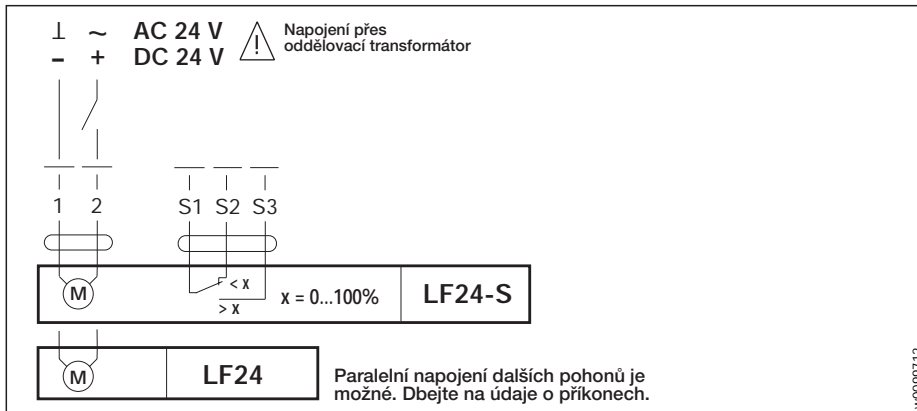 ⊥ ~ AC 24 V
− + DC 24 V
Napojení přes
oddělovací transformátor
1 2 S1 S2 S3
M
< x
> x
x = 0...100%
LF24-S
M
LF24
Paralelní napojení dalších pohonů je
možné. Dbejte na údaje o příkonech.